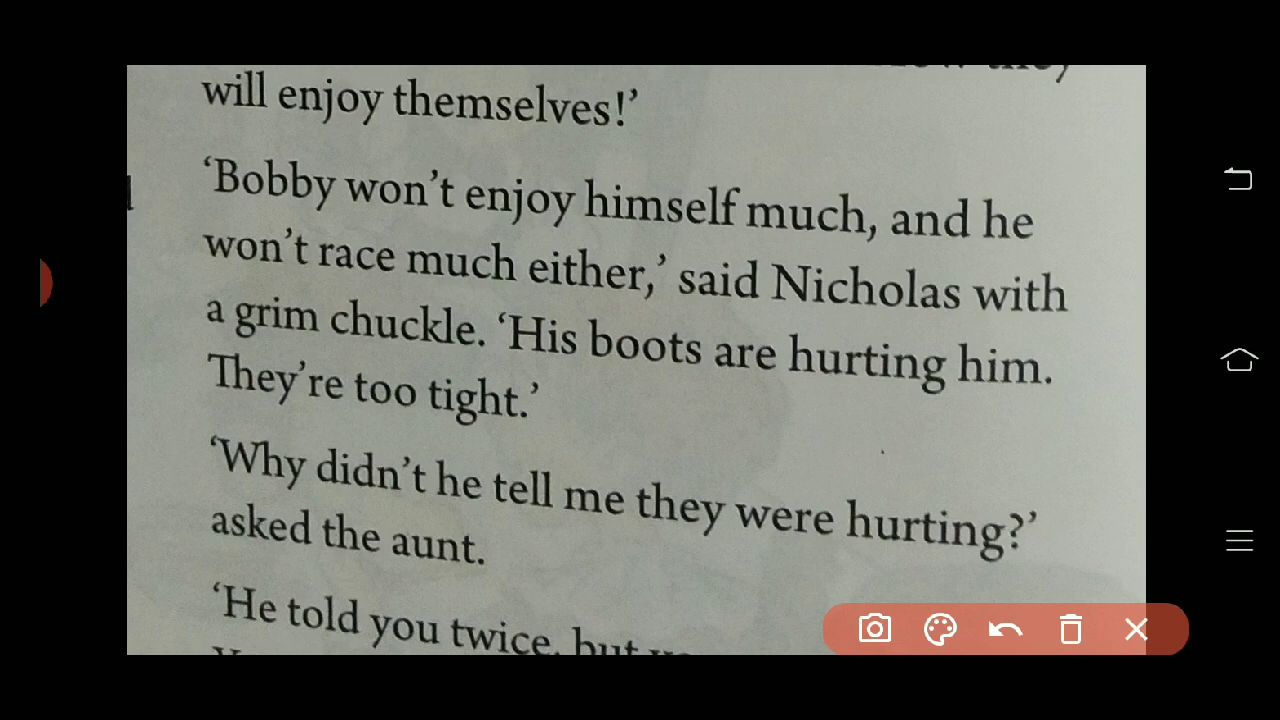 will enjoy themselves!’
‘Bobby won’t enjoy himself much, and he
won’t race much either,’ said Nicholas with
a grim chuckle. ‘His boots are hurting him.
They’re too tight.’
‘Why didn’t he tell me they were hurting?’
asked the aunt.
‘He told you twice, but